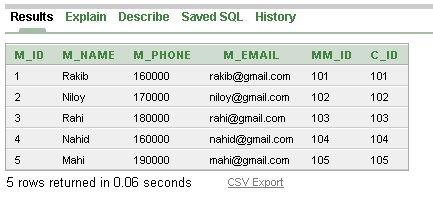 Results Explain Describe Saved SQL History
M_ID M_NAME M_PHONE M_EMAIL MM_ID C_ID
1 Rakib 160000 rakib@gmail.com 101 101
2 Niloy 170000 niloy@gmail.com 102 102
3 Rahi 180000 rahi@gmail.com 103 103
4 Nahid 160000 nahid@gmail.com 104 104
5 Mahi 190000 mahi@gmail.com 105 105
5 rows returned in 0.06 seconds CSV Export